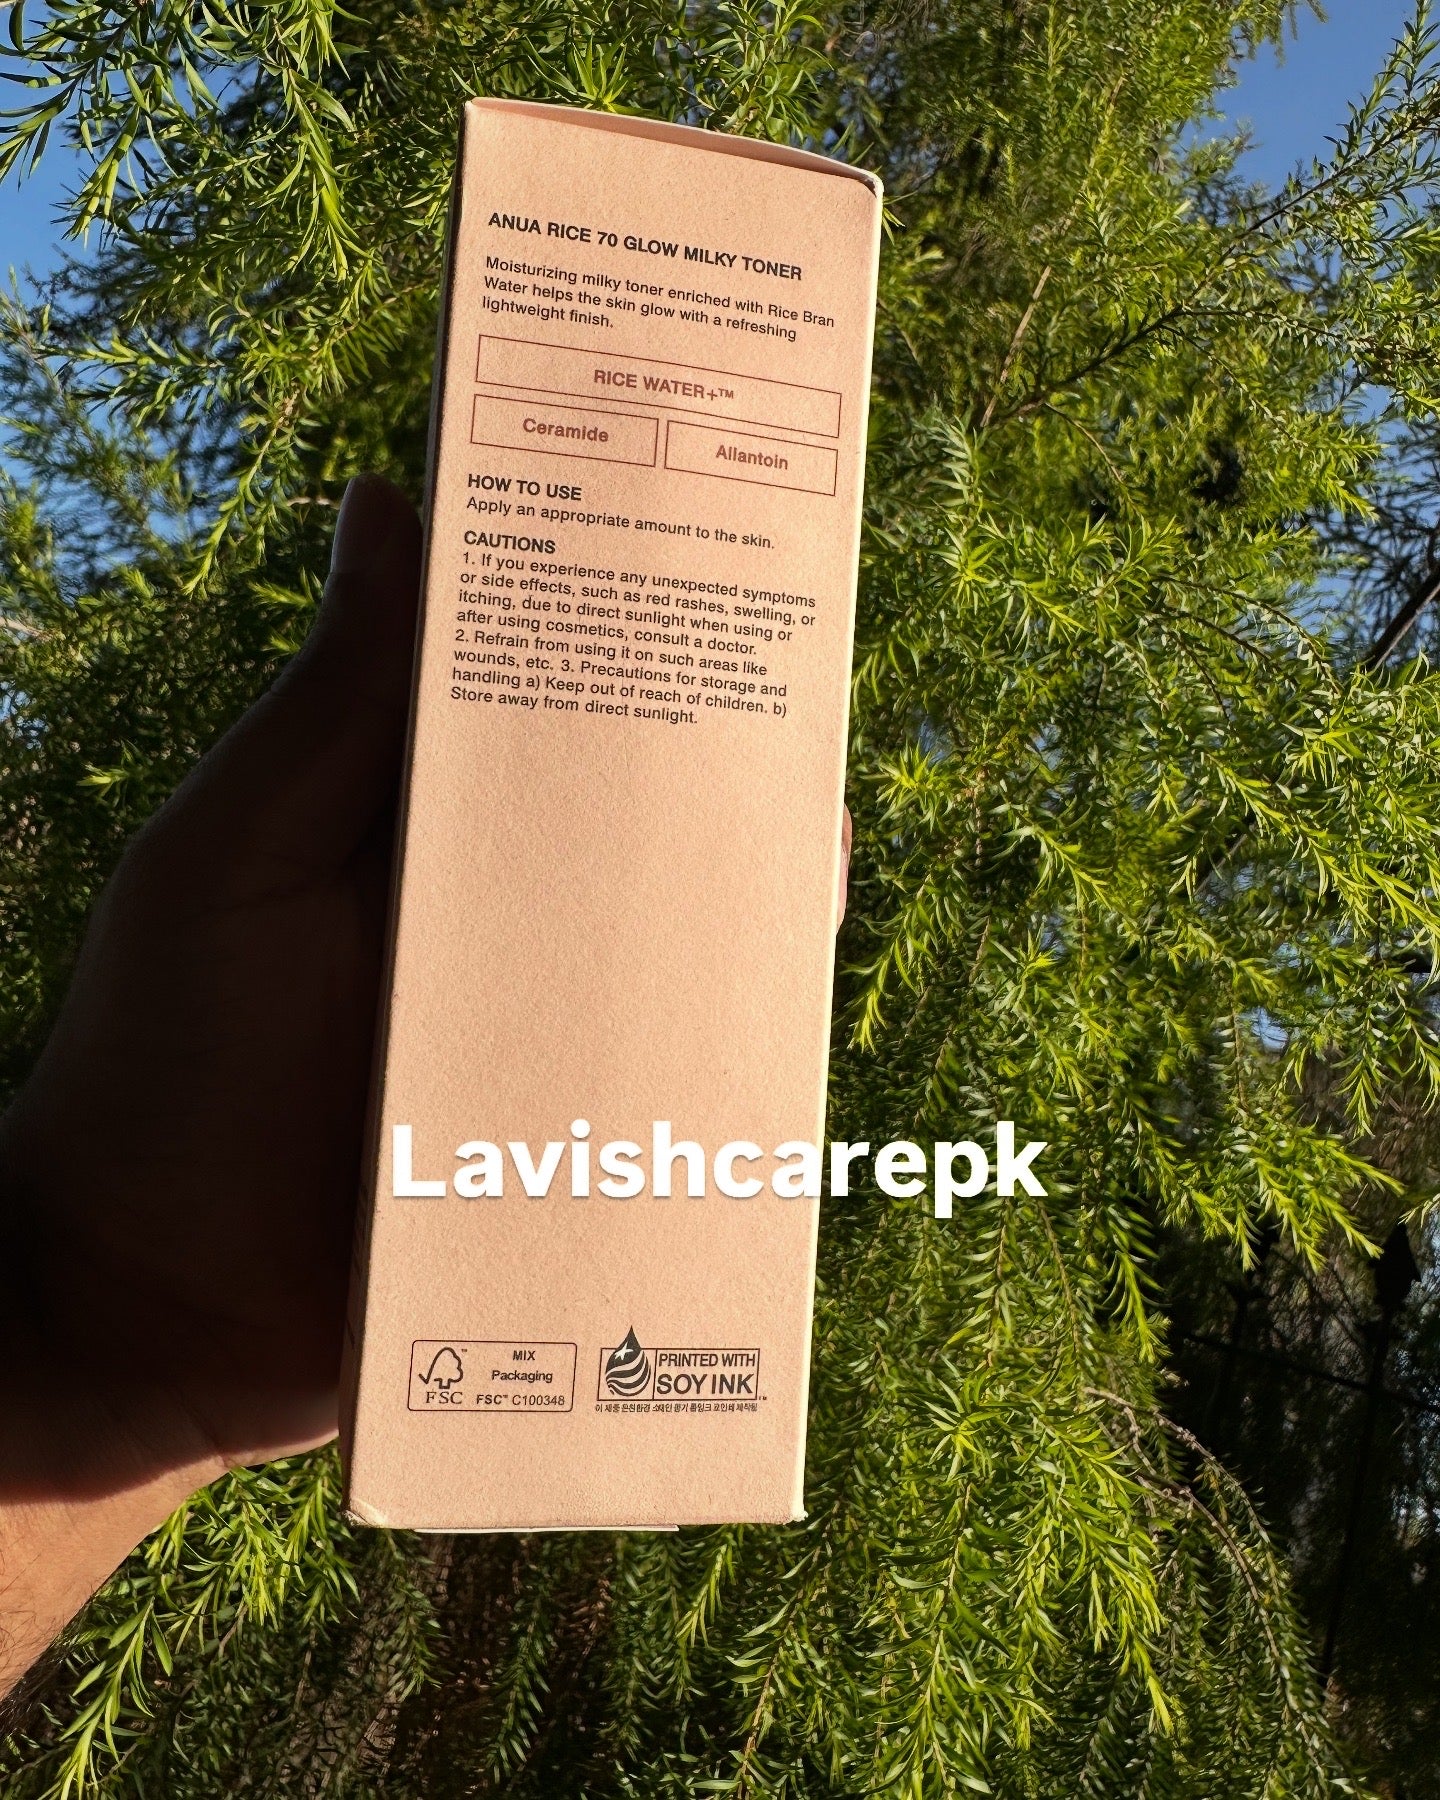 ANUA RICE 70 GLOW MILKY TONER
Moisturizing milky toner enriched with Rice Bran
Water helps the skin glow with a refreshing
lightweight finish.
RICE WATER+™
Ceramide
Allantoin
HOW TO USE
Apply an appropriate amount to the skin.
CAUTIONS
1. If you experience any unexpected symptoms
or side effects, such as red rashes, swelling, or
itching, due to direct sunlight when using or
after using cosmetics, consult a doctor.
2. Refrain from using it on such areas like
wounds, etc. 3. Precautions for storage and
handling a) Keep out of reach of children. b)
Store away from direct sunlight.
Lavishcarepk
FSC
MIX
Packaging
FSC™ C100348
PRINTED WITH
SOY INK